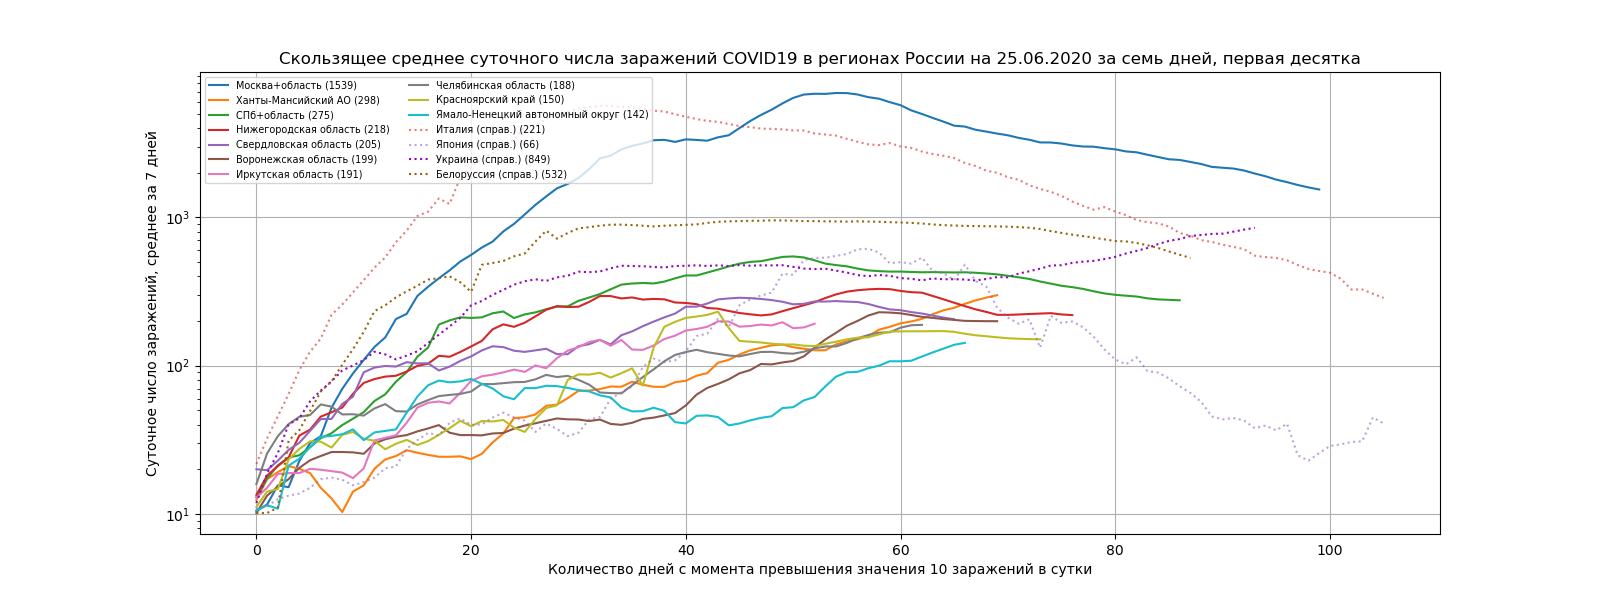 Скользящее среднее суточного числа заражений COVID19 в регионах России на 25.06.2020 за семь дней, первая десятка
Москва+область (1539)
Ханты-Мансийский АО (298)
СПб+область (275)
Нижегородская область (218)
Свердловская область (205)
Воронежская область (199)
Иркутская область (191)
Челябинская область (188)
Красноярский край (150)
Ямало-Ненецкий автономный округ (142)
Италия (справ.) (221)
Япония (справ.) (66)
Украина (справ.) (849)
Белоруссия (справ.) (532)
Суточное число заражений, среднее за 7 дней
10³
10²
10¹
0 20 40 60 80 100
Количество дней с момента превышения значения 10 заражений в сутки